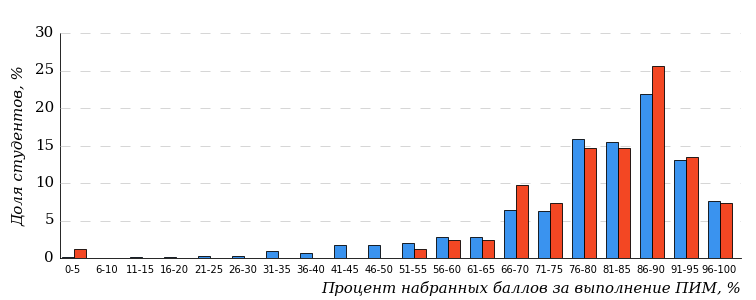 30
25
20
15
10
5
0
Доля студентов, %
0-5 6-10 11-15 16-20 21-25 26-30 31-35 36-40 41-45 46-50 51-55 56-60 61-65 66-70 71-75 76-80 81-85 86-90 91-95 96-100
Процент набранных баллов за выполнение ПИМ, %